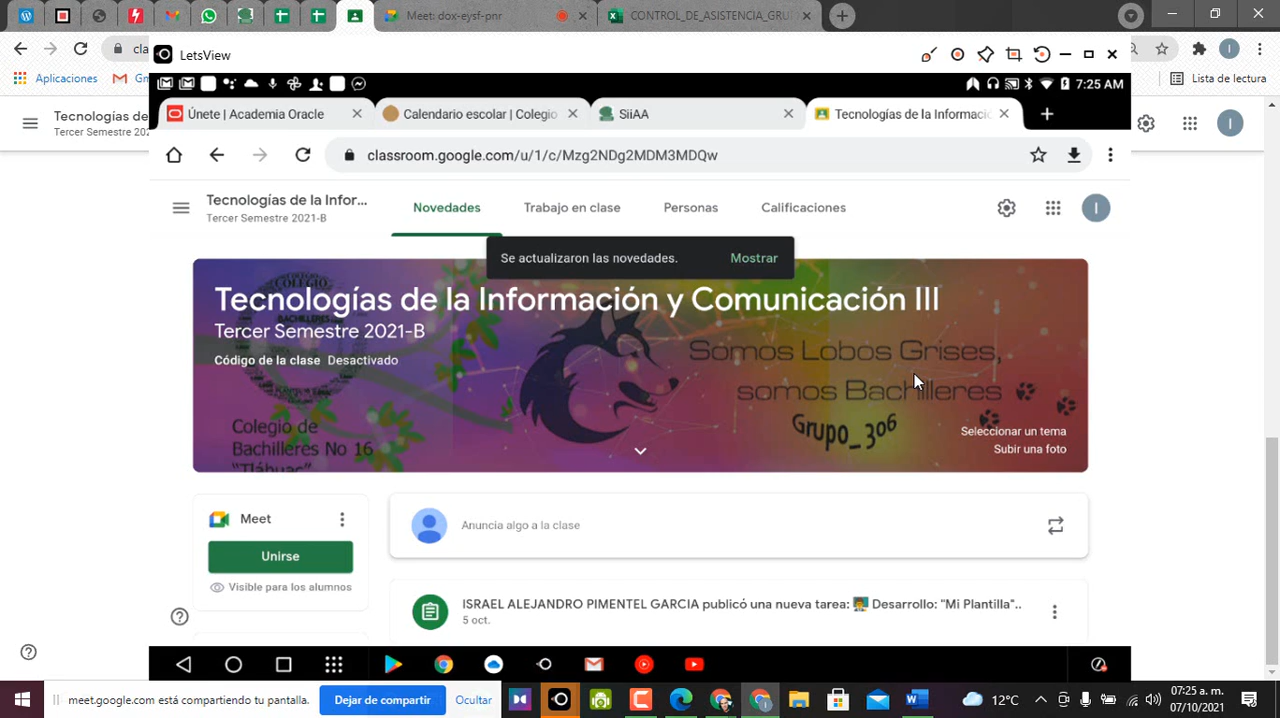 Meet: dox-eysf-pnr
CONTROL_DE_ASISTENCIA_GRU
cla
Aplicaciones
Gm
Lista de lectura
Tecnologías de
Tercer Semestre 202
LetsView
7:25 AM
Únete | Academia Oracle
Calendario escolar | Colegio
SiiAA
Tecnologías de la Informaci
classroom.google.com/u/1/c/Mzg2NDg2MDM3MDQw
Tecnologías de la Infor...
Tercer Semestre 2021-B
Novedades
Trabajo en clase
Personas
Calificaciones
I
Se actualizaron las novedades.
Mostrar
Tecnologías de la Información y Comunicación III
Tercer Semestre 2021-B
Código de la clase Desactivado
COLEGIO
BACHILLERES
Colegio de
Bachilleres No 16
"Tláhuac"
Somos Lobos Grises,
somos Bachilleres
Grupo_306
Seleccionar un tema
Subir una foto
Meet
Unirse
Visible para los alumnos
Anuncia algo a la clase
ISRAEL ALEJANDRO PIMENTEL GARCIA publicó una nueva tarea: Desarrollo: "Mi Plantilla"..
5 oct.
meet.google.com está compartiendo tu pantalla.
Dejar de compartir
Ocultar
12°C
07:25 a. m.
07/10/2021